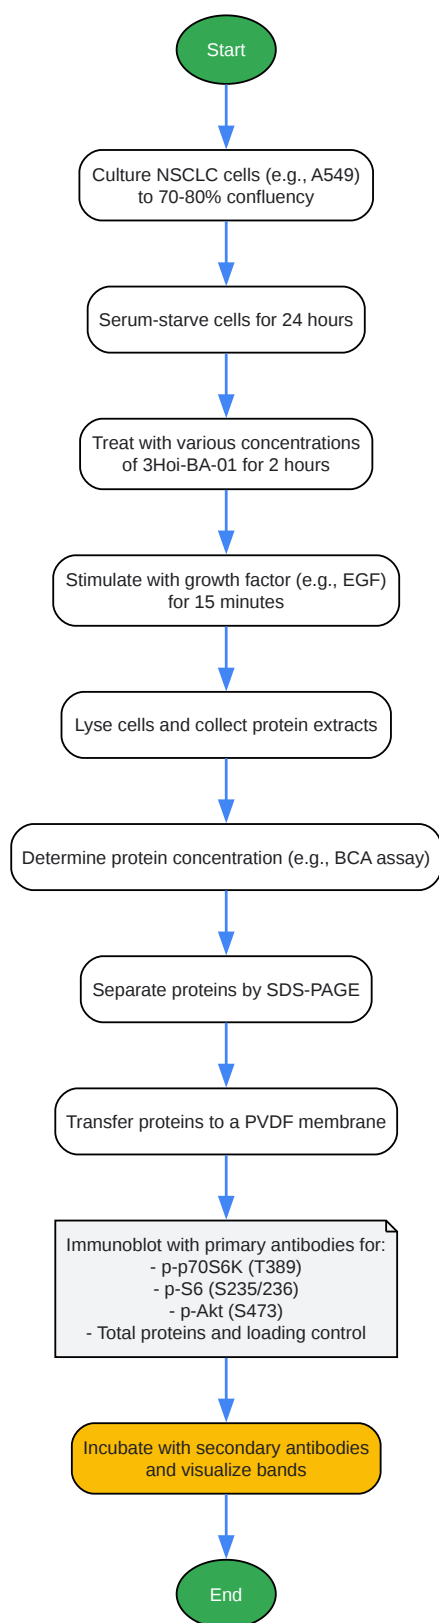 Start
Culture NSCLC cells (e.g., A549)
to 70-80% confluency
Serum-starve cells for 24 hours
Treat with various concentrations
of 3Hoi-BA-01 for 2 hours
Stimulate with growth factor (e.g., EGF)
for 15 minutes
Lyse cells and collect protein extracts
Determine protein concentration (e.g., BCA assay)
Separate proteins by SDS-PAGE
Transfer proteins to a PVDF membrane
Immunoblot with primary antibodies for:
- p-p70S6K (T389)
- p-S6 (S235/236)
- p-Akt (S473)
- Total proteins and loading control
Incubate with secondary antibodies
and visualize bands
End